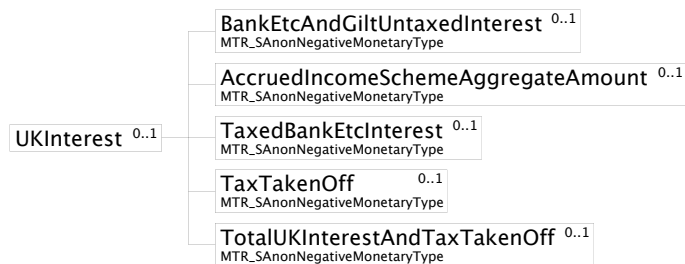 BankEtcAndGiltUntaxedInterest 0..1
MTR_SAnonNegativeMonetaryType
AccruedIncomeSchemeAggregateAmount 0..1
MTR_SAnonNegativeMonetaryType
UKInterest 0..1
TaxedBankEtcInterest 0..1
MTR_SAnonNegativeMonetaryType
TaxTakenOff 0..1
MTR_SAnonNegativeMonetaryType
TotalUKInterestAndTaxTakenOff 0..1
MTR_SAnonNegativeMonetaryType